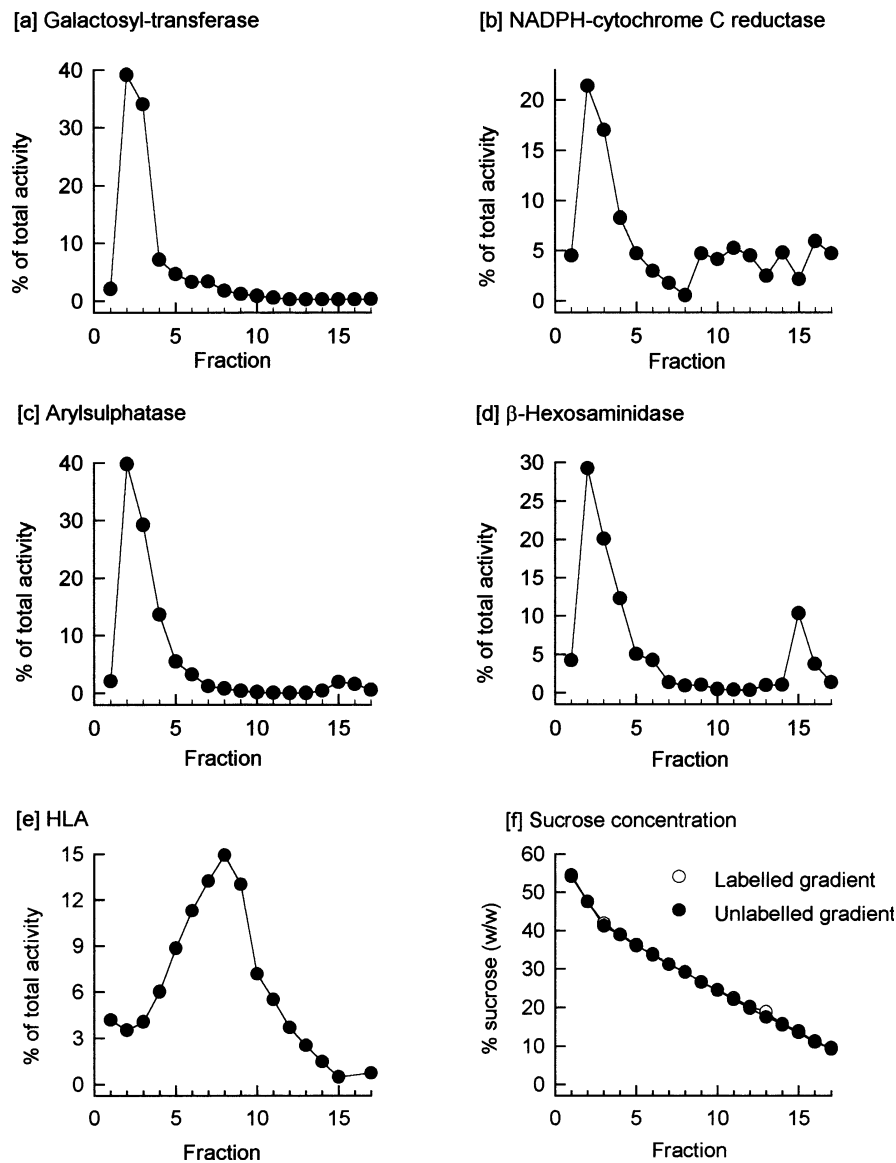 [a] Galactosyl-transferase
% of total activity
40
30
20
10
0
0 5 10 15
Fraction
[b] NADPH-cytochrome C reductase
% of total activity
20
15
10
5
0
0 5 10 15
Fraction
[c] Arylsulphatase
% of total activity
40
30
20
10
0
0 5 10 15
Fraction
[d] β-Hexosaminidase
% of total activity
30
25
20
15
10
5
0
0 5 10 15
Fraction
[e] HLA
% of total activity
15
12
9
6
3
0
0 5 10 15
Fraction
[f] Sucrose concentration
% sucrose (w/w)
60
50
40
30
20
10
0
Labelled gradient
Unlabelled gradient
0 5 10 15
Fraction